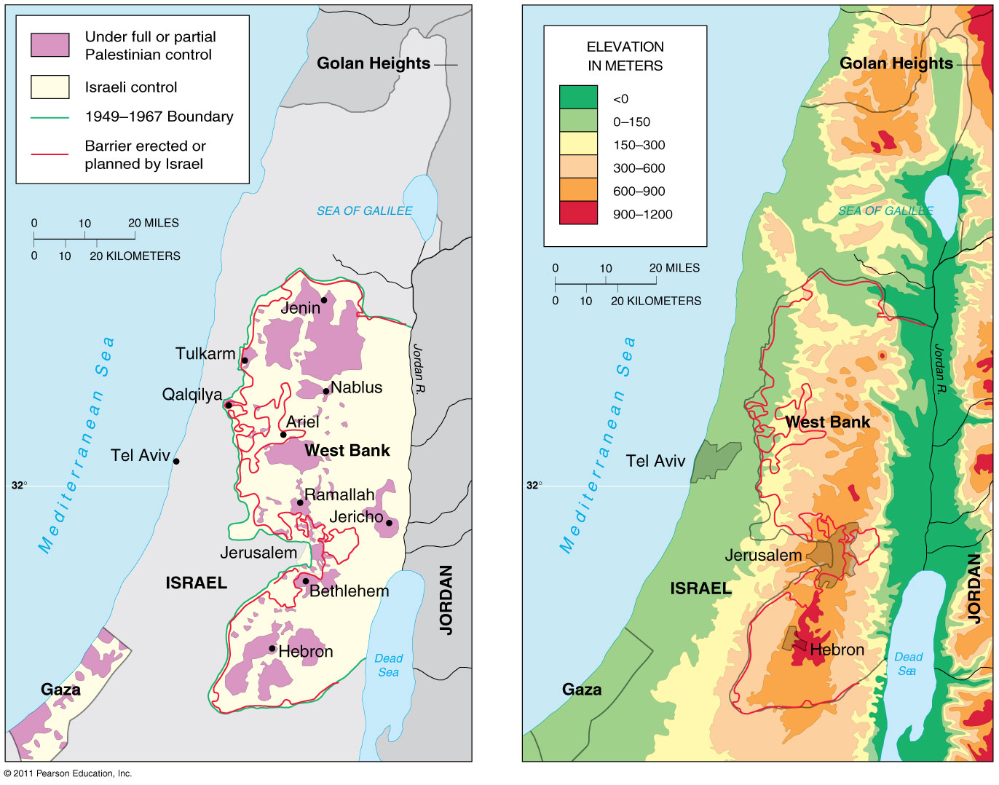 Under full or partial
Palestinian control
Israeli control
1949–1967 Boundary
Barrier erected or
planned by Israel
0 10 20 MILES
0 10 20 KILOMETERS
Golan Heights
SEA OF GALILEE
Mediterranean Sea
Jenin
Tulkarm
Jordan R.
Nablus
Qalqilya
Ariel
West Bank
Tel Aviv
32°
Ramallah
Jericho
Jerusalem
ISRAEL
JORDAN
Bethlehem
Hebron
Dead
Sea
Gaza
ELEVATION
IN METERS
<0
0–150
150–300
300–600
600–900
900–1200
0 10 20 MILES
0 10 20 KILOMETERS
Golan Heights
SEA OF GALILEE
Mediterranean Sea
Jordan R.
West Bank
Tel Aviv
32°
Jerusalem
ISRAEL
JORDAN
Hebron
Dead
Sea
Gaza
© 2011 Pearson Education, Inc.